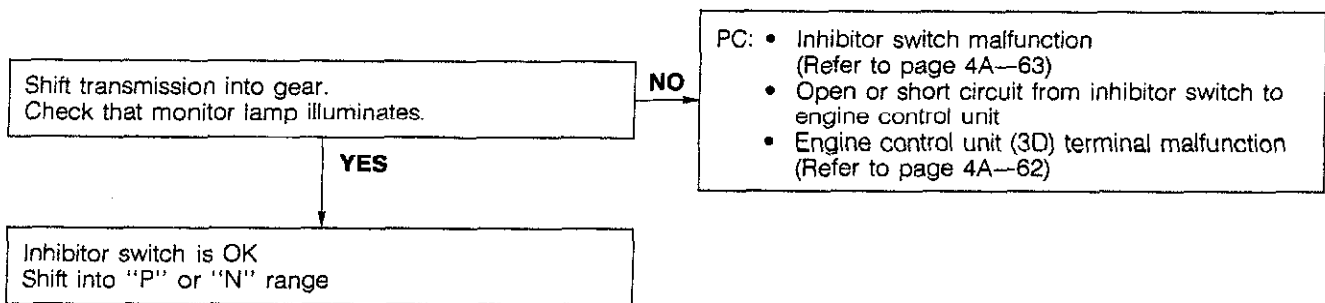 Shift transmission into gear.
Check that monitor lamp illuminates.
NO
PC: • Inhibitor switch malfunction
(Refer to page 4A—63)
• Open or short circuit from inhibitor switch to
engine control unit
• Engine control unit (3D) terminal malfunction
(Refer to page 4A—62)
YES
Inhibitor switch is OK
Shift into "P" or "N" range